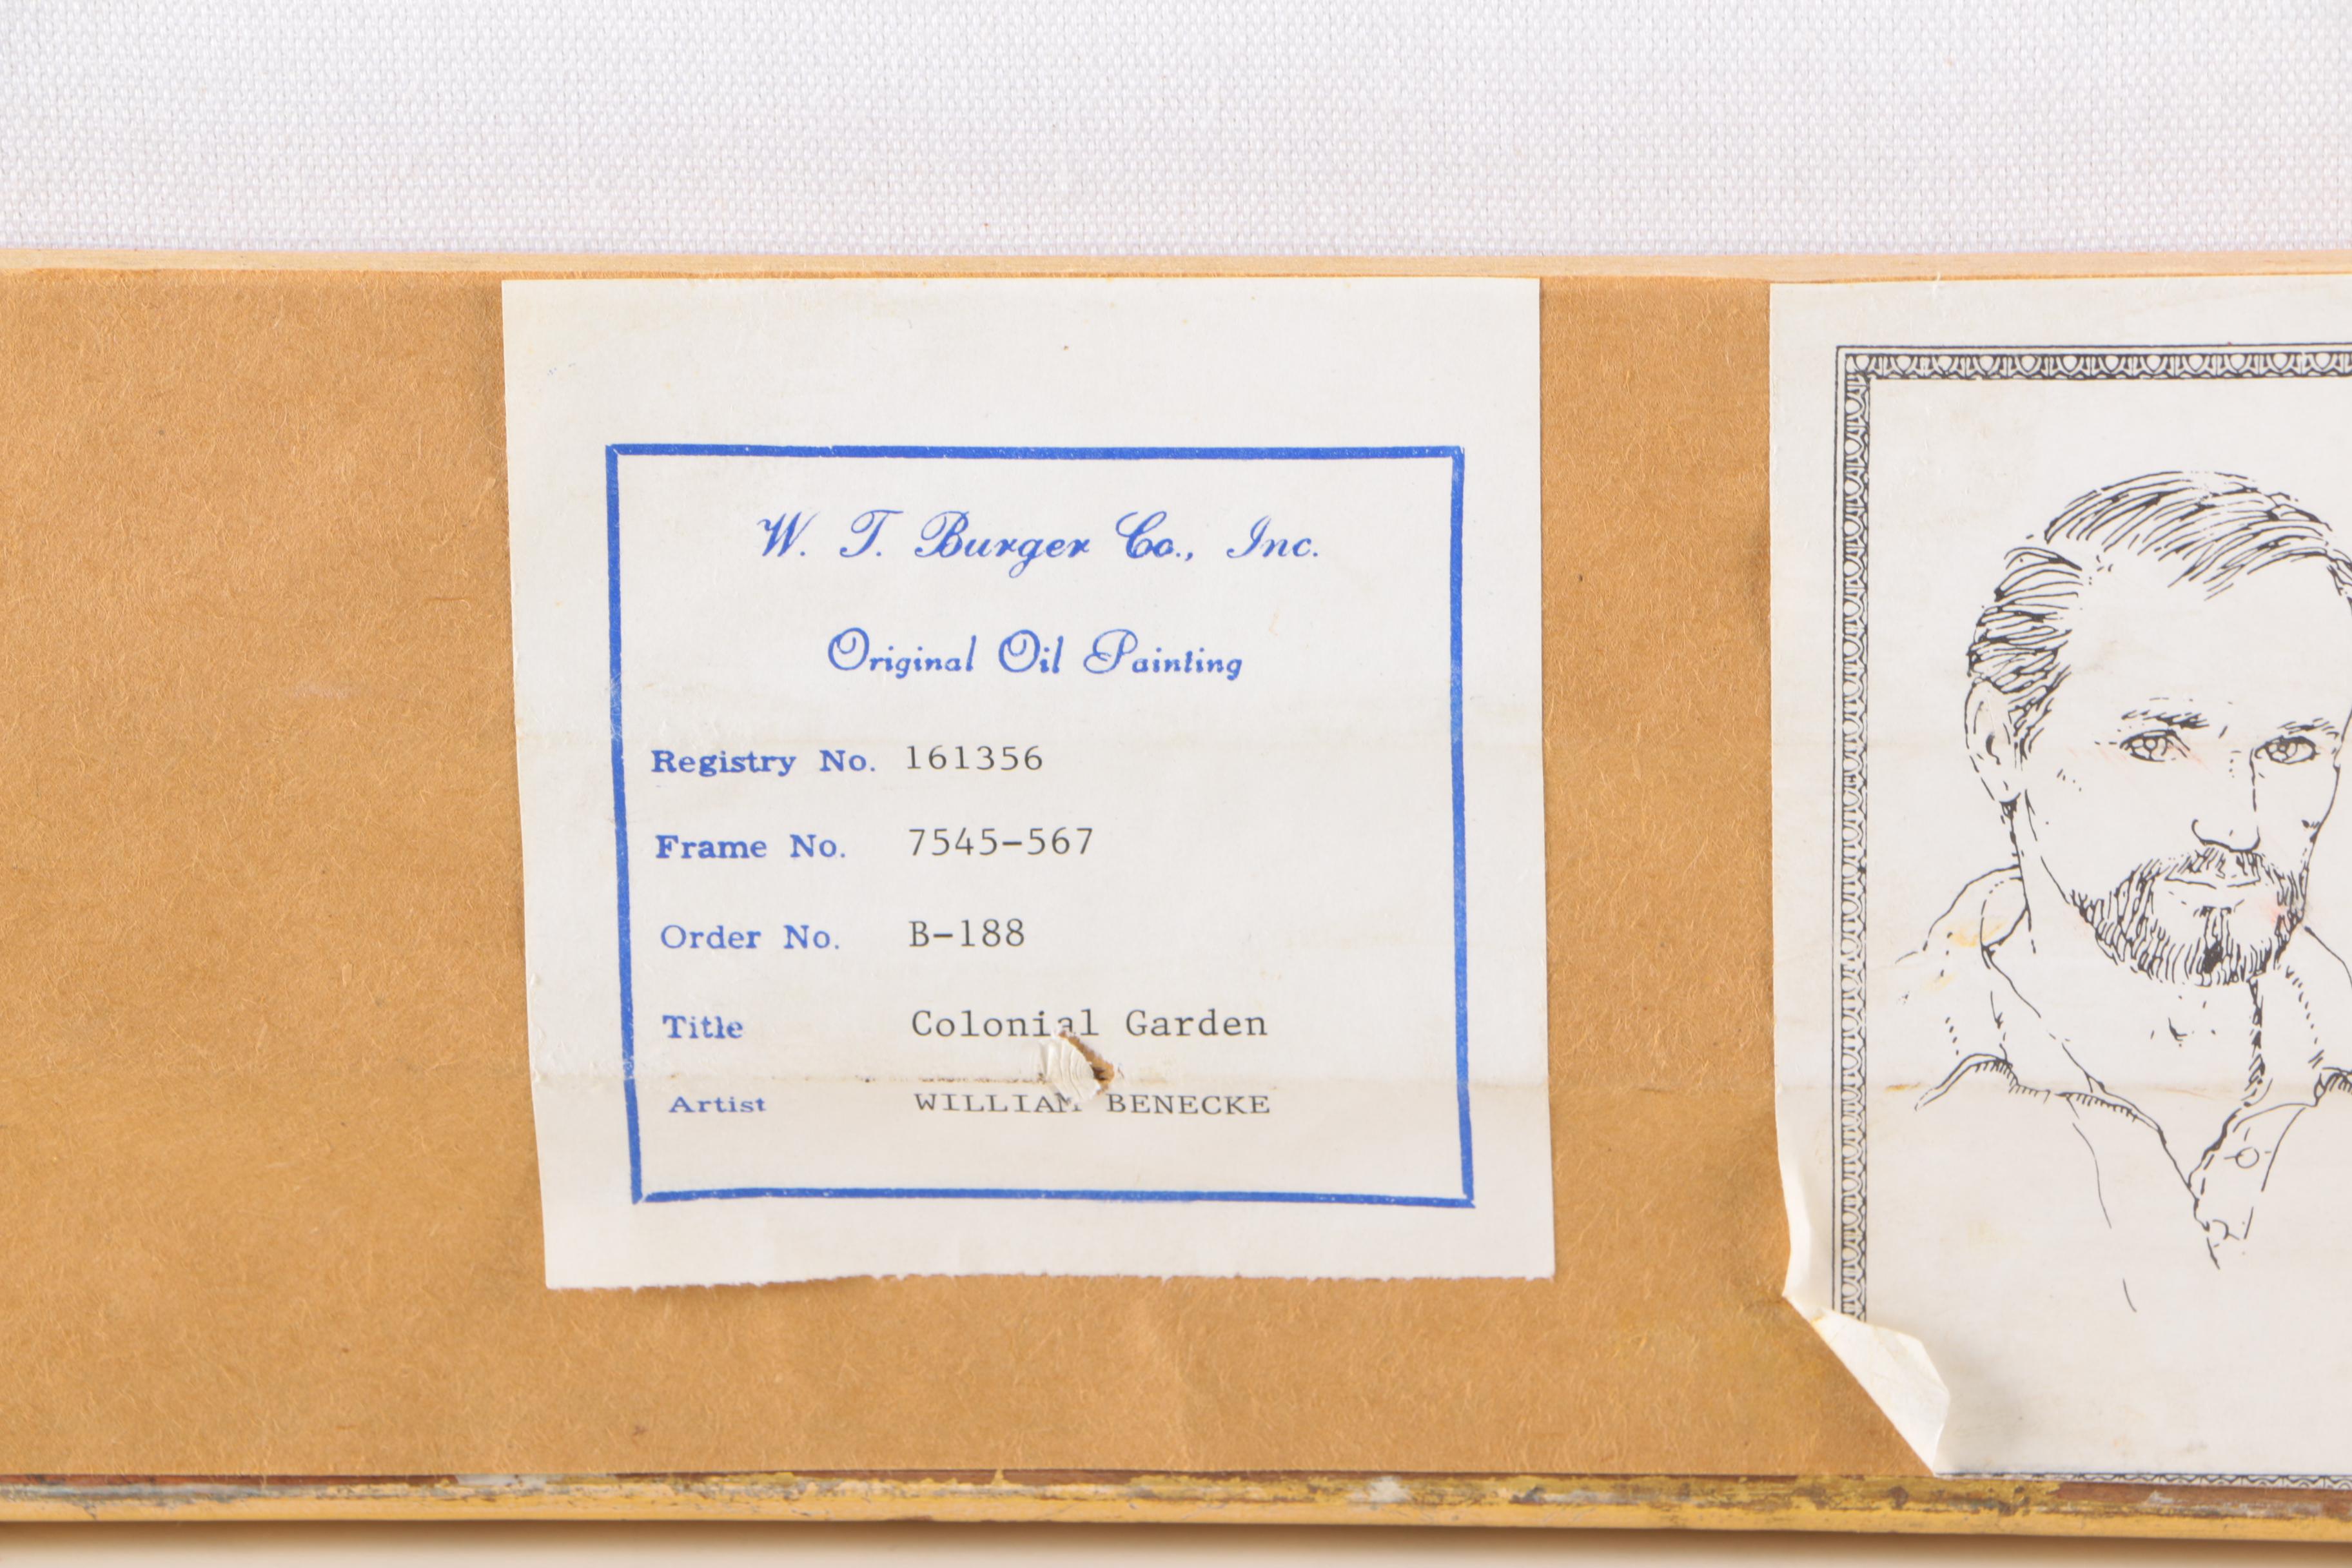 W. T. Burger Co., Inc.
Original Oil Painting
Registry No. 161356
Frame No. 7545-567
Order No. B-188
Title Colonial Garden
Artist WILLIAM BENECKE